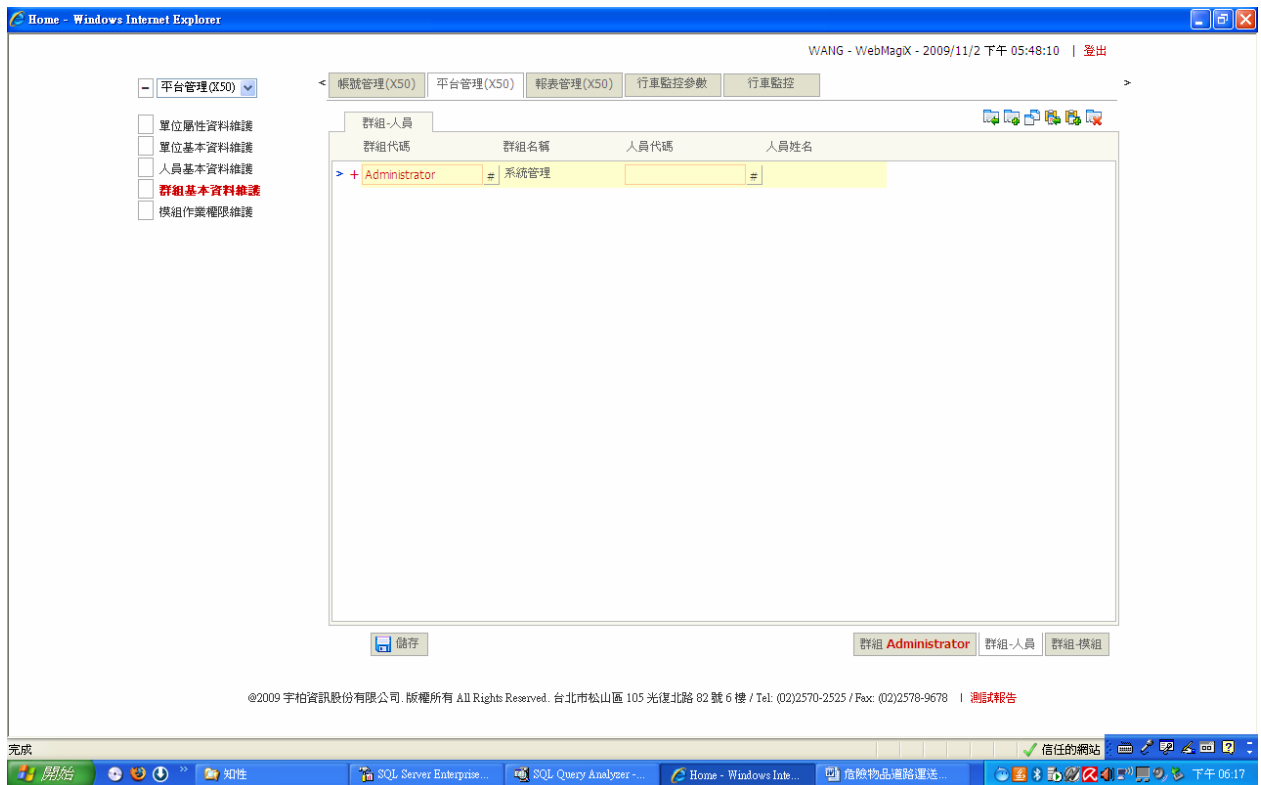 Home - Windows Internet Explorer
WANG - WebMagiX - 2009/11/2 下午 05:48:10 | 登出
平台管理(X50)
< 帳號管理(X50) 平台管理(X50) 報表管理(X50) 行車監控參數 行車監控 >
單位屬性資料維護
單位基本資料維護
人員基本資料維護
群組基本資料維護
模組作業權限維護
群組-人員
群組代碼 群組名稱 人員代碼 人員姓名
> + Administrator # 系統管理 #
儲存
群組 Administrator 群組-人員 群組-模組
@2009 宇柏資訊股份有限公司. 版權所有 All Rights Reserved. 台北市松山區 105 光復北路 82 號 6 樓 / Tel: (02)2570-2525 / Fax: (02)2578-9678 | 測試報告
完成 信任的網站
開始 知性 SQL Server Enterprise... SQL Query Analyzer -... Home - Windows Inte... 危險物品道路運送... 下午 06:17